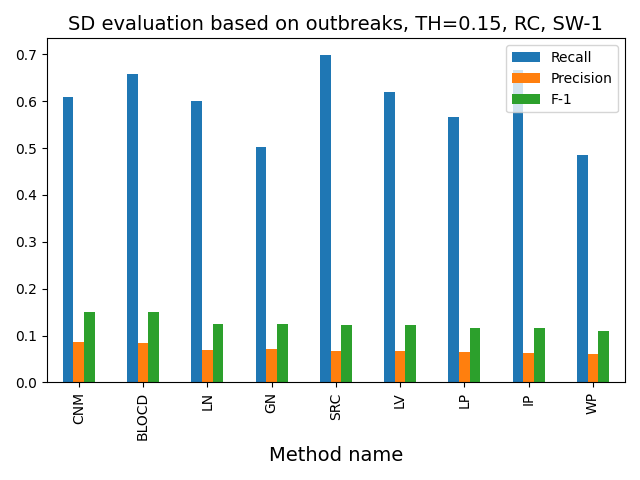 SD evaluation based on outbreaks, TH=0.15, RC, SW-1
Recall
Precision
F-1
0.7
0.6
0.5
0.4
0.3
0.2
0.1
0.0
CNM
BLOCD
LN
GN
SRC
LV
LP
IP
WP
Method name